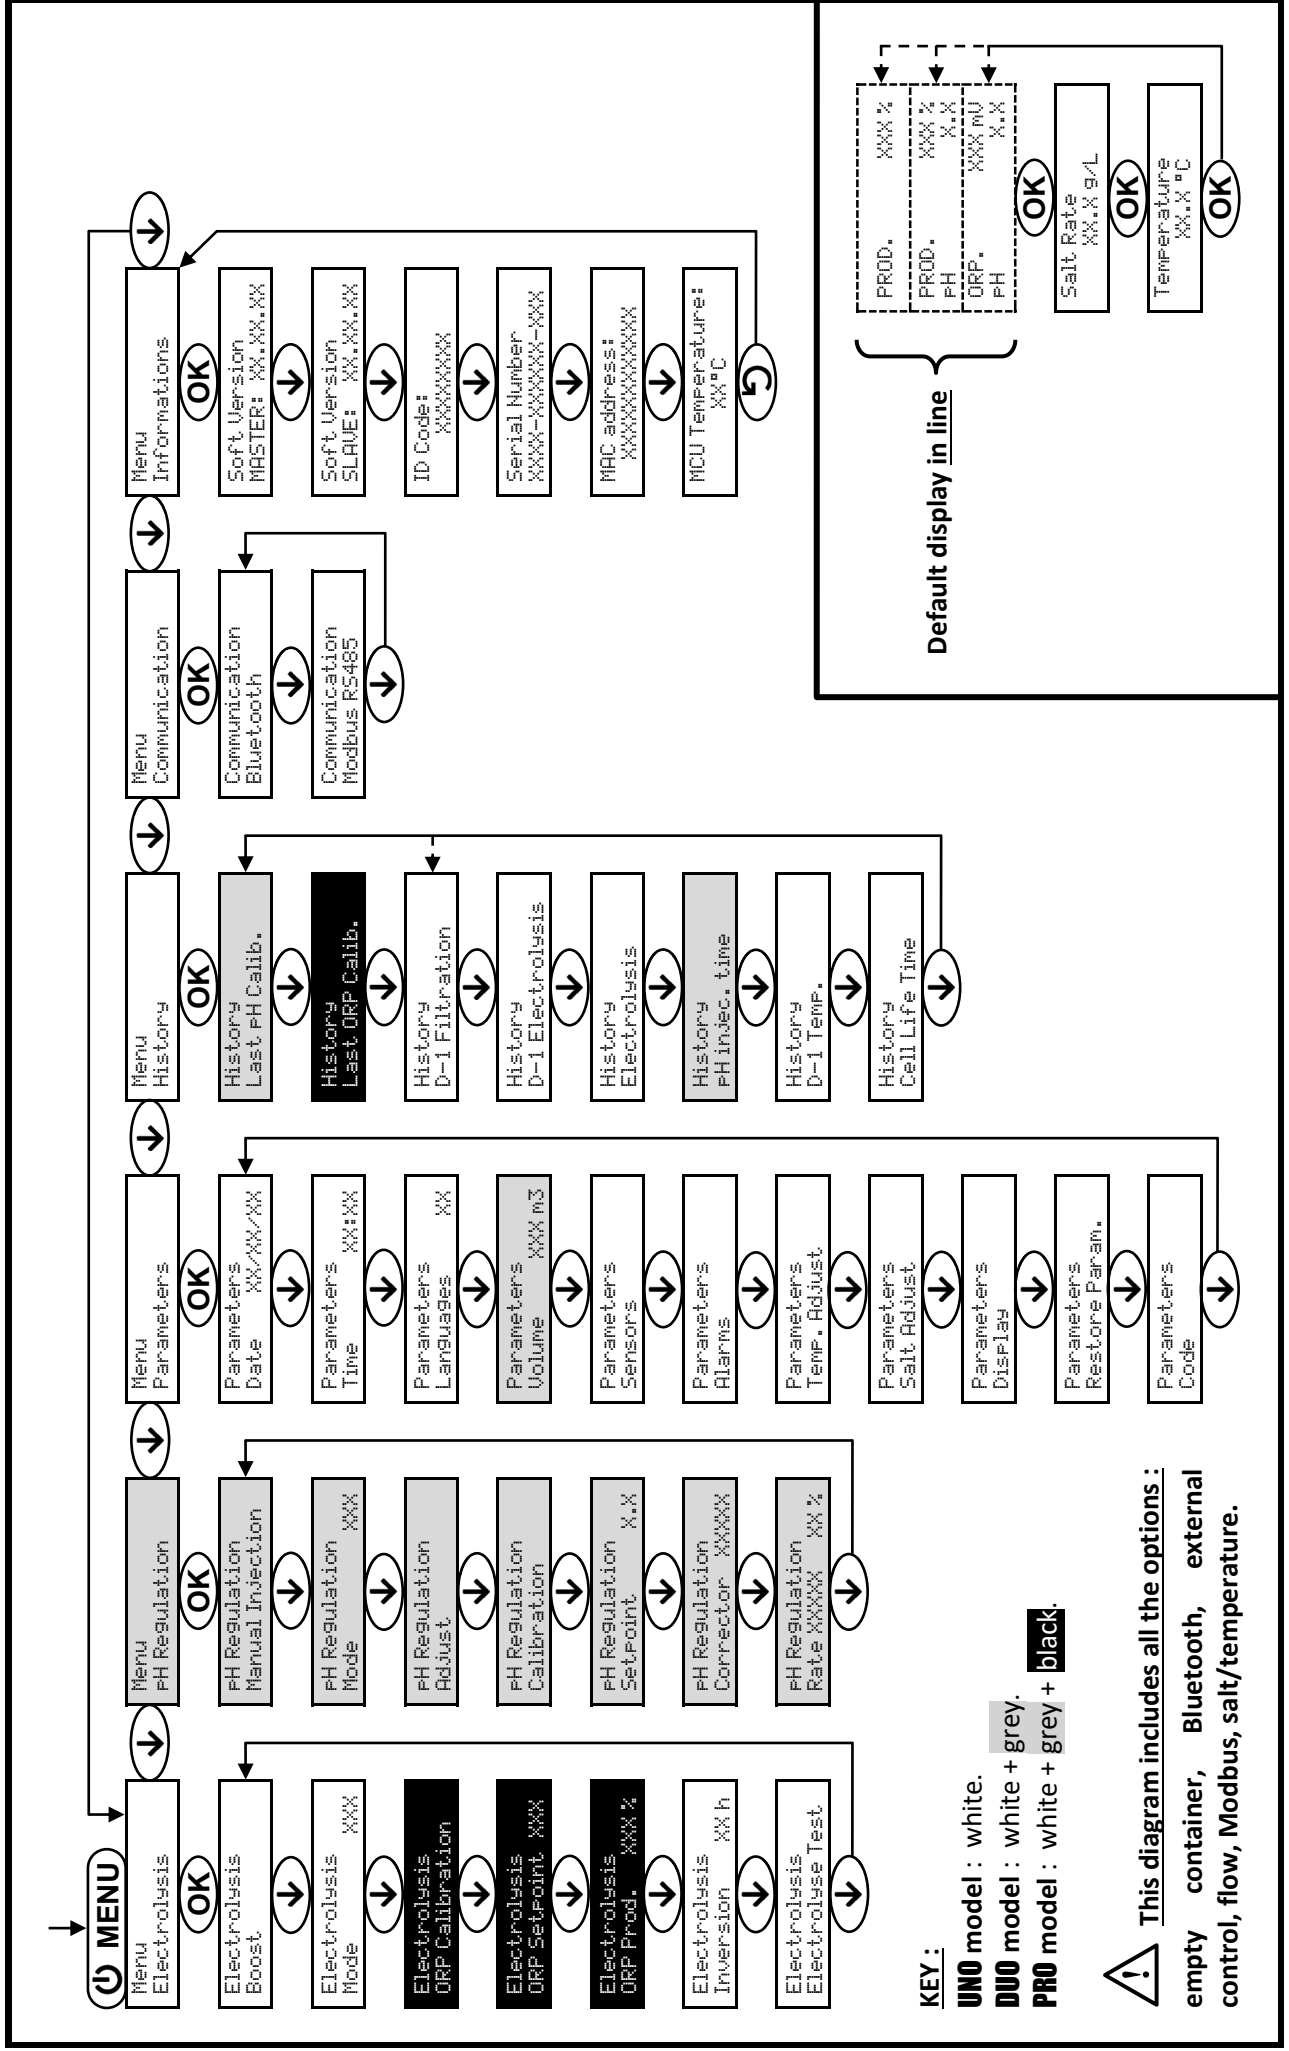 MENU
Menu
Electrolysis
OK
Electrolysis
Boost
Electrolysis
Mode XXX
Electrolysis
ORP Calibration
Electrolysis
ORP Setpoint XXX
Electrolysis
ORP Prod. XXX %
Electrolysis
Inversion XX h
Electrolysis
Electrolyse Test
Menu
pH Regulation
OK
pH Regulation
Manual Injection
pH Regulation
Mode XXX
pH Regulation
Adjust
pH Regulation
Calibration
pH Regulation
Setpoint X.X
pH Regulation
Corrector XXXXX
pH Regulation
Rate XXXXX XX %
Menu
Parameters
OK
Parameters
Date XX/XX/XX
Parameters
Time XX:XX
Parameters
Languages XX
Parameters
Volume XXX m3
Parameters
Sensors
Parameters
Alarms
Parameters
Temp. Adjust
Parameters
Salt Adjust
Parameters
Display
Parameters
Restore Param.
Parameters
Code
Menu
History
OK
History
Last pH Calib.
History
Last ORP Calib.
History
D-1 Filtration
History
D-1 Electrolysis
History
Electrolysis
History
pH injec. time
History
D-1 Temp.
History
Cell Life Time
Menu
Communication
OK
Communication
Bluetooth
Communication
Modbus RS485
Menu
Informations
OK
Soft Version
MASTER: XX.XX.XX
Soft Version
SLAVE: XX.XX.XX
ID Code:
XXXXXXXX
Serial Number
XXXX-XXXXXX-XXX
MAC address:
XXXXXXXXXXXX
MCU Temperature:
XX°C
KEY :
UNO model : white.
DUO model : white + grey.
PRO model : white + grey + black.
This diagram includes all the options :
empty container, Bluetooth, external
control, flow, Modbus, salt/temperature.
Default display in line
PROD. XXX %
PROD. XXX %
pH X.X
ORP. XXX mV
pH X.X
OK
Salt Rate
XX.X g/L
OK
Temperature
XX.X°C
OK